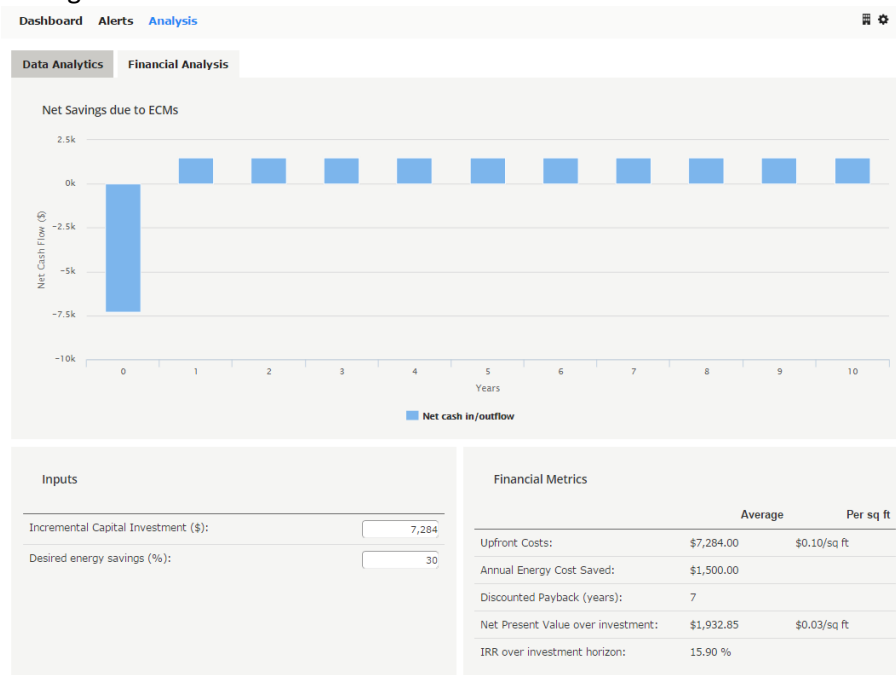 Dashboard Alerts Analysis
Data Analytics Financial Analysis
Net Savings due to ECMs
2.5k
0k
-2.5k
-5k
-7.5k
-10k
Net Cash Flow ($)
0 1 2 3 4 5 6 7 8 9 10
Years
Net cash in/outflow
Inputs
Incremental Capital Investment ($): 7,284
Desired energy savings (%): 30
Financial Metrics
Average Per sq ft
Upfront Costs: $7,284.00 $0.10/sq ft
Annual Energy Cost Saved: $1,500.00
Discounted Payback (years): 7
Net Present Value over investment: $1,932.85 $0.03/sq ft
IRR over investment horizon: 15.90 %